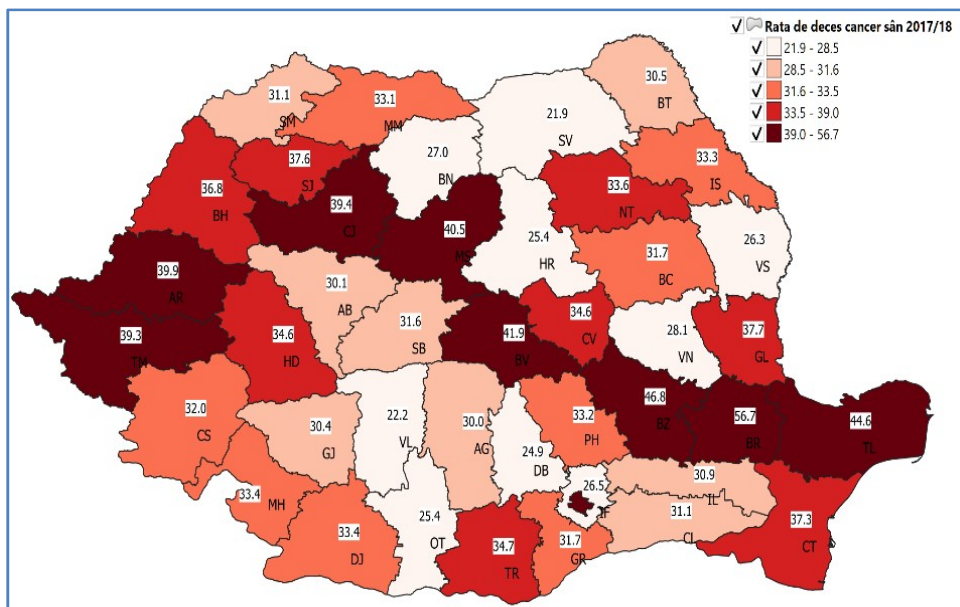 ✓ Rata de deces cancer sân 2017/18
✓ 21.9 - 28.5
✓ 28.5 - 31.6
✓ 31.6 - 33.5
✓ 33.5 - 39.0
✓ 39.0 - 56.7
31.1
SM
33.1
MM
21.9
SV
30.5
BT
27.0
BN
37.6
SJ
36.8
BH
39.4
CJ
40.5
MS
25.4
HR
33.6
NT
33.3
IS
31.7
BC
26.3
VS
39.9
AR
30.1
AB
31.6
SB
34.6
HD
39.3
TM
41.9
BV
34.6
CV
28.1
VN
37.7
GL
32.0
CS
30.4
GJ
22.2
VL
30.0
AG
24.9
DB
33.2
PH
46.8
BZ
56.7
BR
44.6
TL
33.4
MH
33.4
DJ
25.4
OT
34.7
TR
31.7
GR
26.5
IF
30.9
IL
31.1
CL
37.3
CT